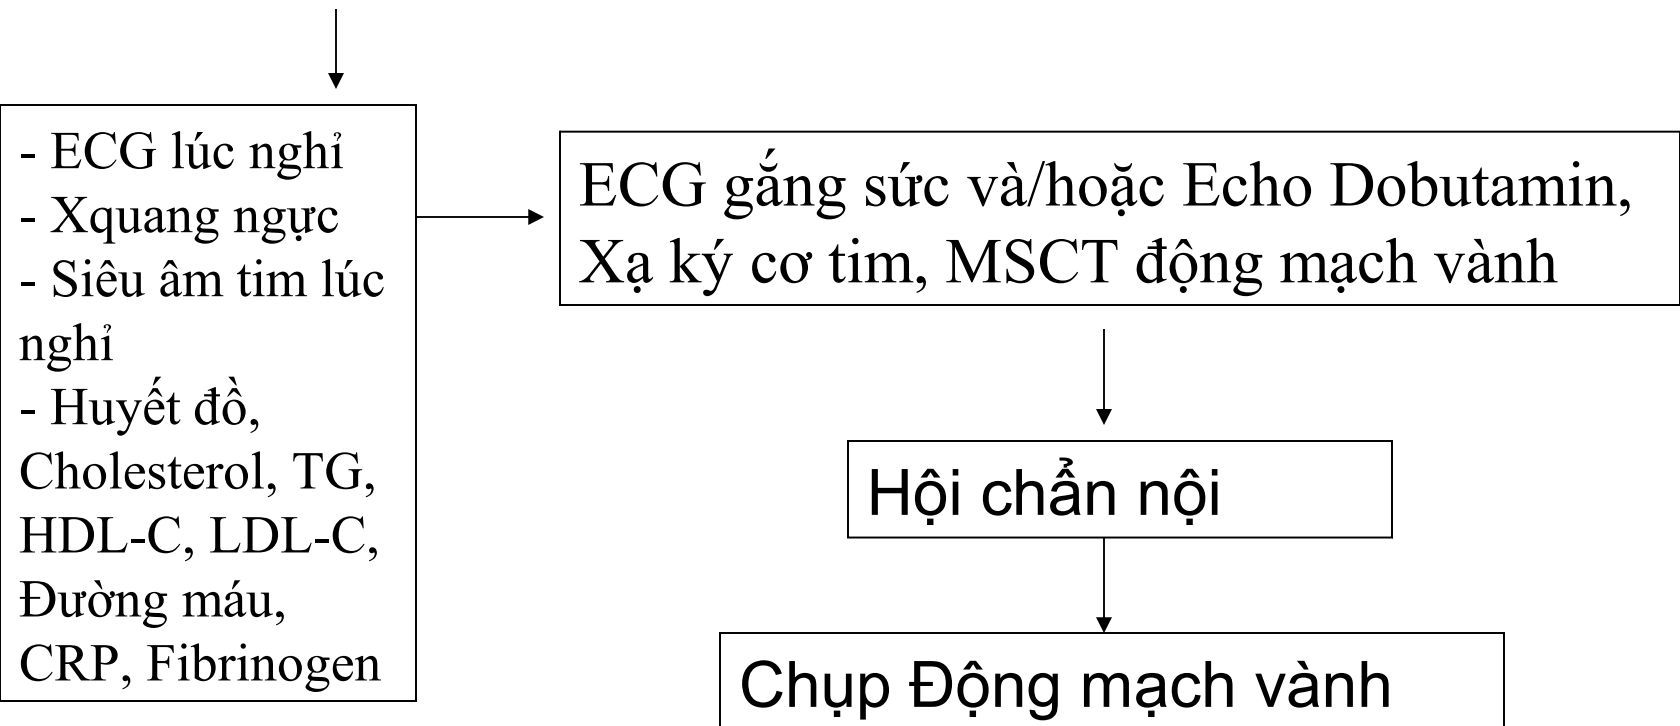 - ECG lúc nghỉ
- Xquang ngực
- Siêu âm tim lúc
nghỉ
- Huyết đồ,
Cholesterol, TG,
HDL-C, LDL-C,
Đường máu,
CRP, Fibrinogen
ECG gắng sức và/hoặc Echo Dobutamin,
Xạ ký cơ tim, MSCT động mạch vành
Hội chẩn nội
Chụp Động mạch vành